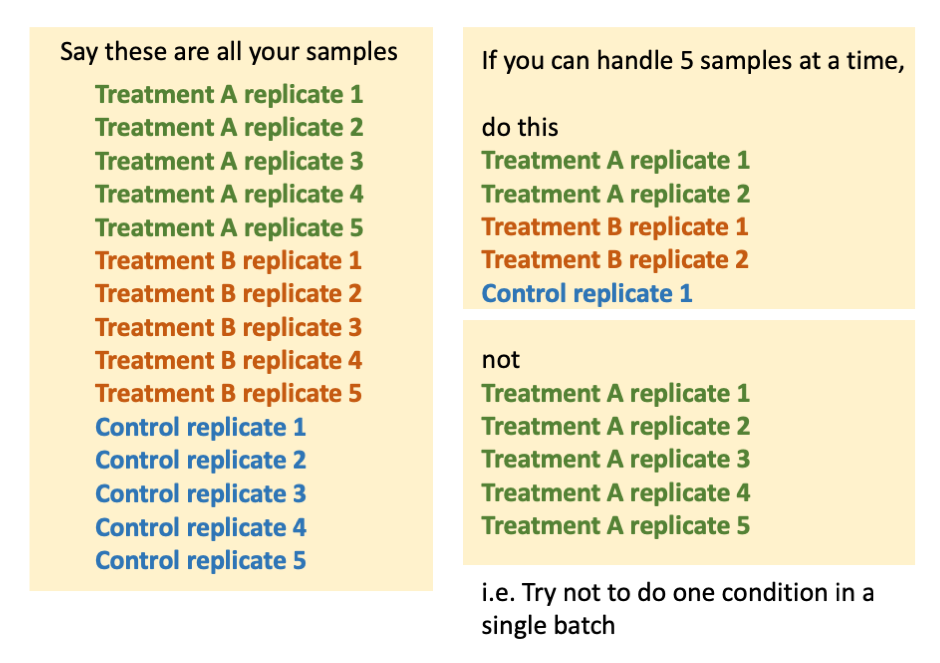 Say these are all your samples
Treatment A replicate 1
Treatment A replicate 2
Treatment A replicate 3
Treatment A replicate 4
Treatment A replicate 5
Treatment B replicate 1
Treatment B replicate 2
Treatment B replicate 3
Treatment B replicate 4
Treatment B replicate 5
Control replicate 1
Control replicate 2
Control replicate 3
Control replicate 4
Control replicate 5
If you can handle 5 samples at a time,
do this
Treatment A replicate 1
Treatment A replicate 2
Treatment B replicate 1
Treatment B replicate 2
Control replicate 1
not
Treatment A replicate 1
Treatment A replicate 2
Treatment A replicate 3
Treatment A replicate 4
Treatment A replicate 5
i.e. Try not to do one condition in a
single batch